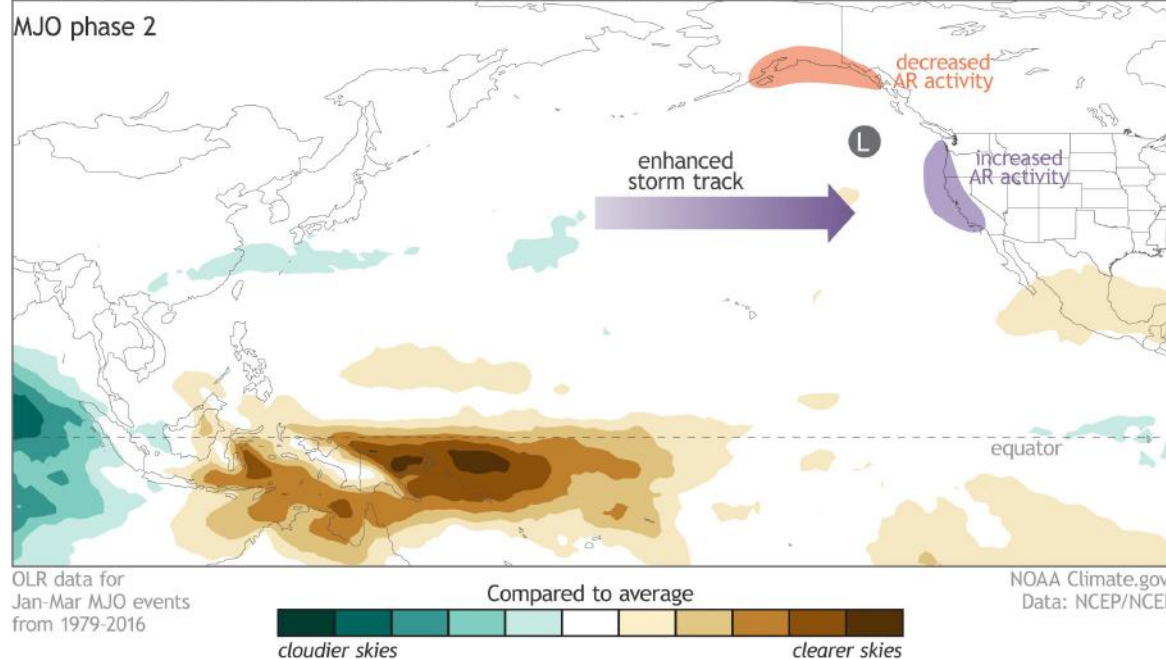 MJO phase 2
decreased
AR activity
L
enhanced
storm track
increased
AR activity
equator
OLR data for
Jan-Mar MJO events
from 1979-2016
Compared to average
cloudier skies
clearer skies
NOAA Climate.gov
Data: NCEP/NCE